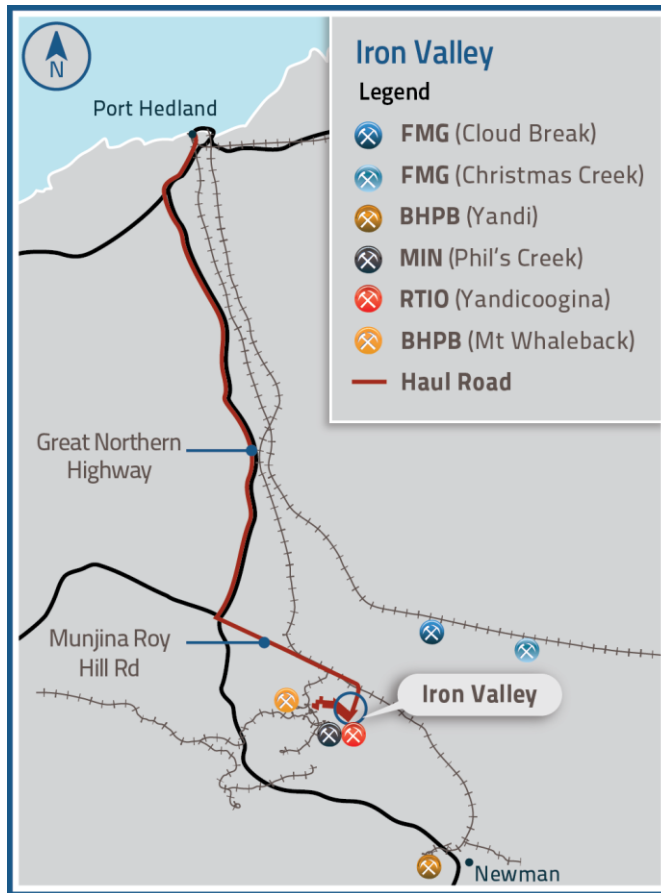 Iron Valley
Legend
FMG (Cloud Break)
FMG (Christmas Creek)
BHPB (Yandi)
MIN (Phil's Creek)
RTIO (Yandicoogina)
BHPB (Mt Whaleback)
Haul Road
N
Port Hedland
Great Northern
Highway
Munjina Roy
Hill Rd
Iron Valley
Newman